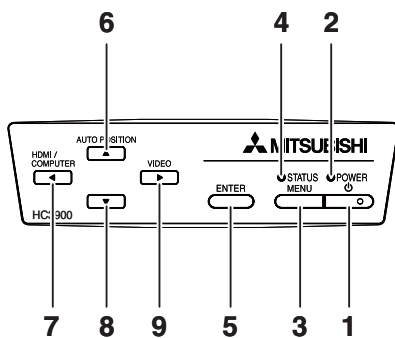 6 4 2
AUTO POSITION
MITSUBISHI
HDMI /
COMPUTER
VIDEO
STATUS POWER
ENTER
MENU
HC3900
7 8 9 5 3 1